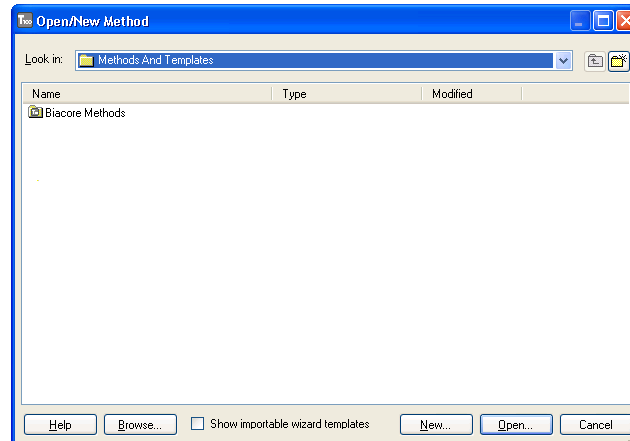 T100 Open/New Method
Look in: Methods And Templates
Name Type Modified
Biacore Methods
Help Browse... Show importable wizard templates New... Open... Cancel